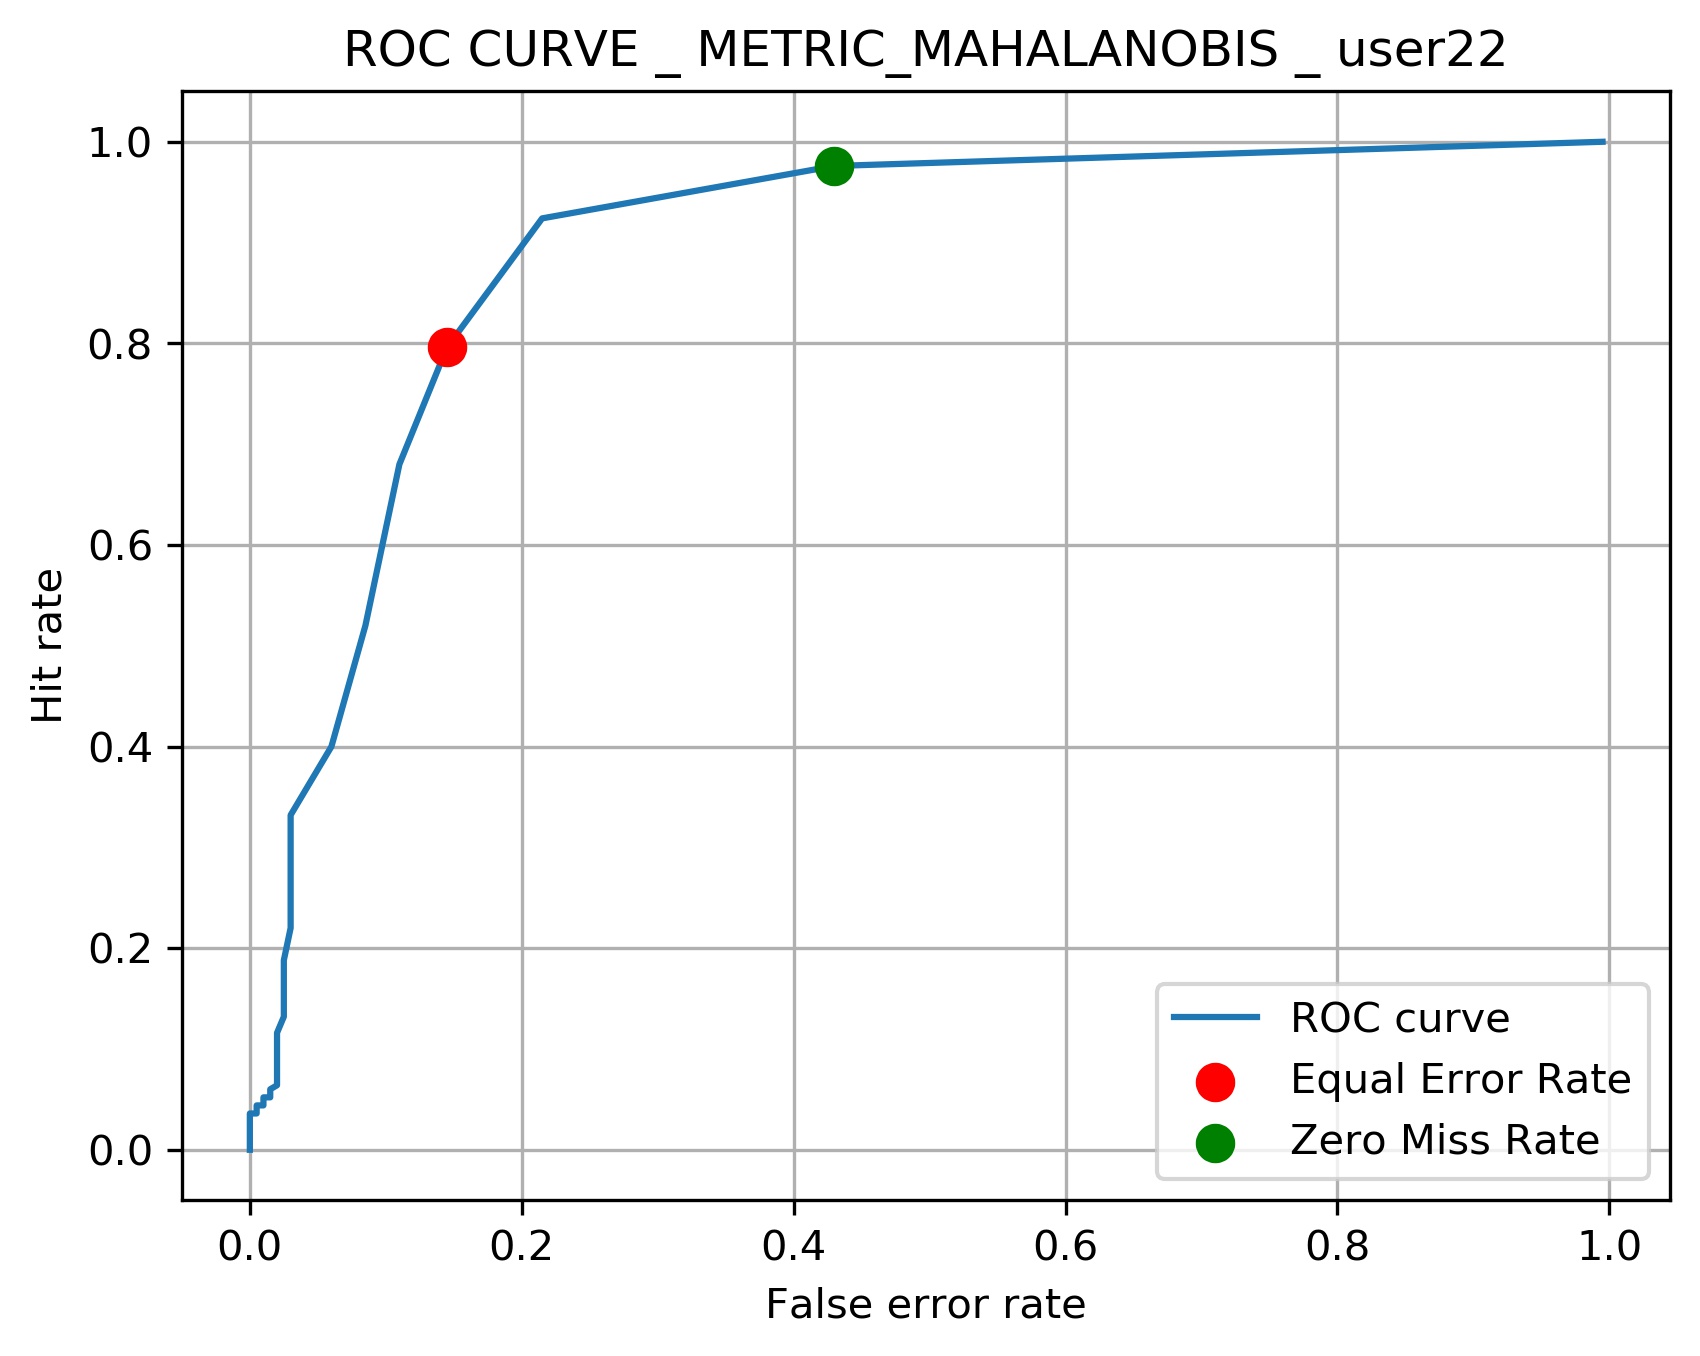 ROC CURVE _ METRIC_MAHALANOBIS _ user22
1.0
0.8
0.6
0.4
0.2
0.0
Hit rate
ROC curve
Equal Error Rate
Zero Miss Rate
0.0 0.2 0.4 0.6 0.8 1.0
False error rate